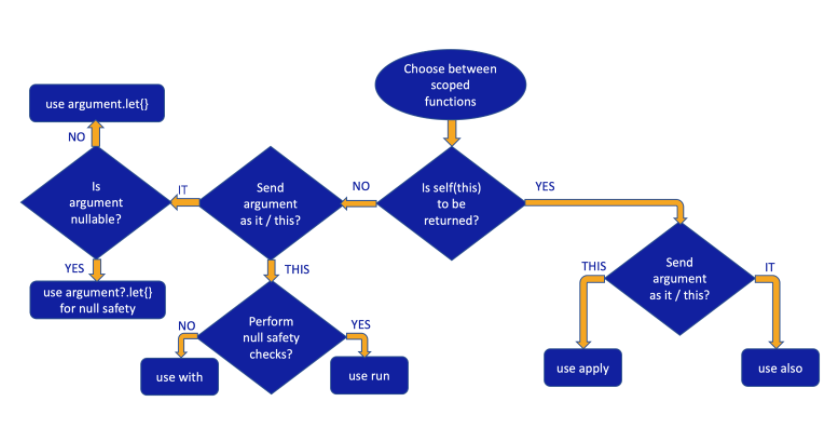 Choose between
scoped
functions
Is self(this)
to be
returned?
NO
YES
Send
argument
as it / this?
IT
THIS
Is
argument
nullable?
NO
use argument.let{}
YES
use argument?.let{}
for null safety
Perform
null safety
checks?
NO
YES
use with
use run
Send
argument
as it / this?
THIS
IT
use apply
use also